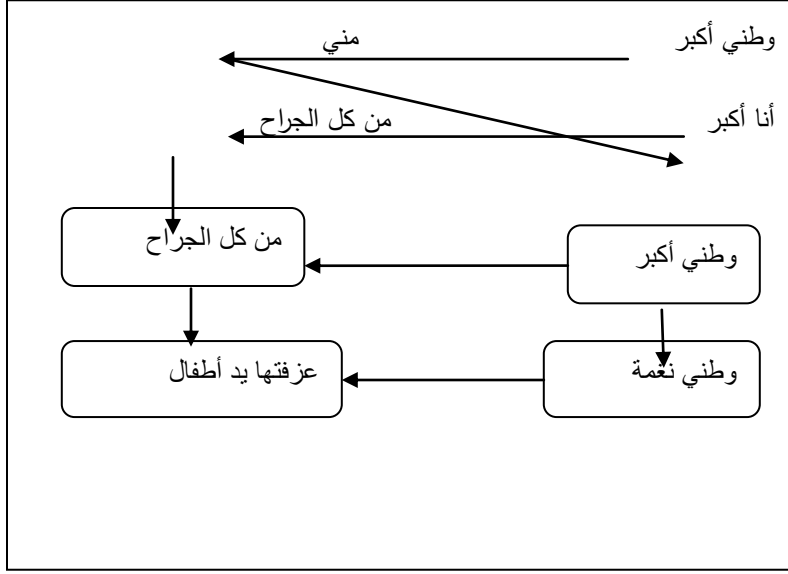 وطني أكبر مني
أنا أكبر من كل الجراح
وطني أكبر من كل الجراح
وطني نغمة عزفتها يد أطفال